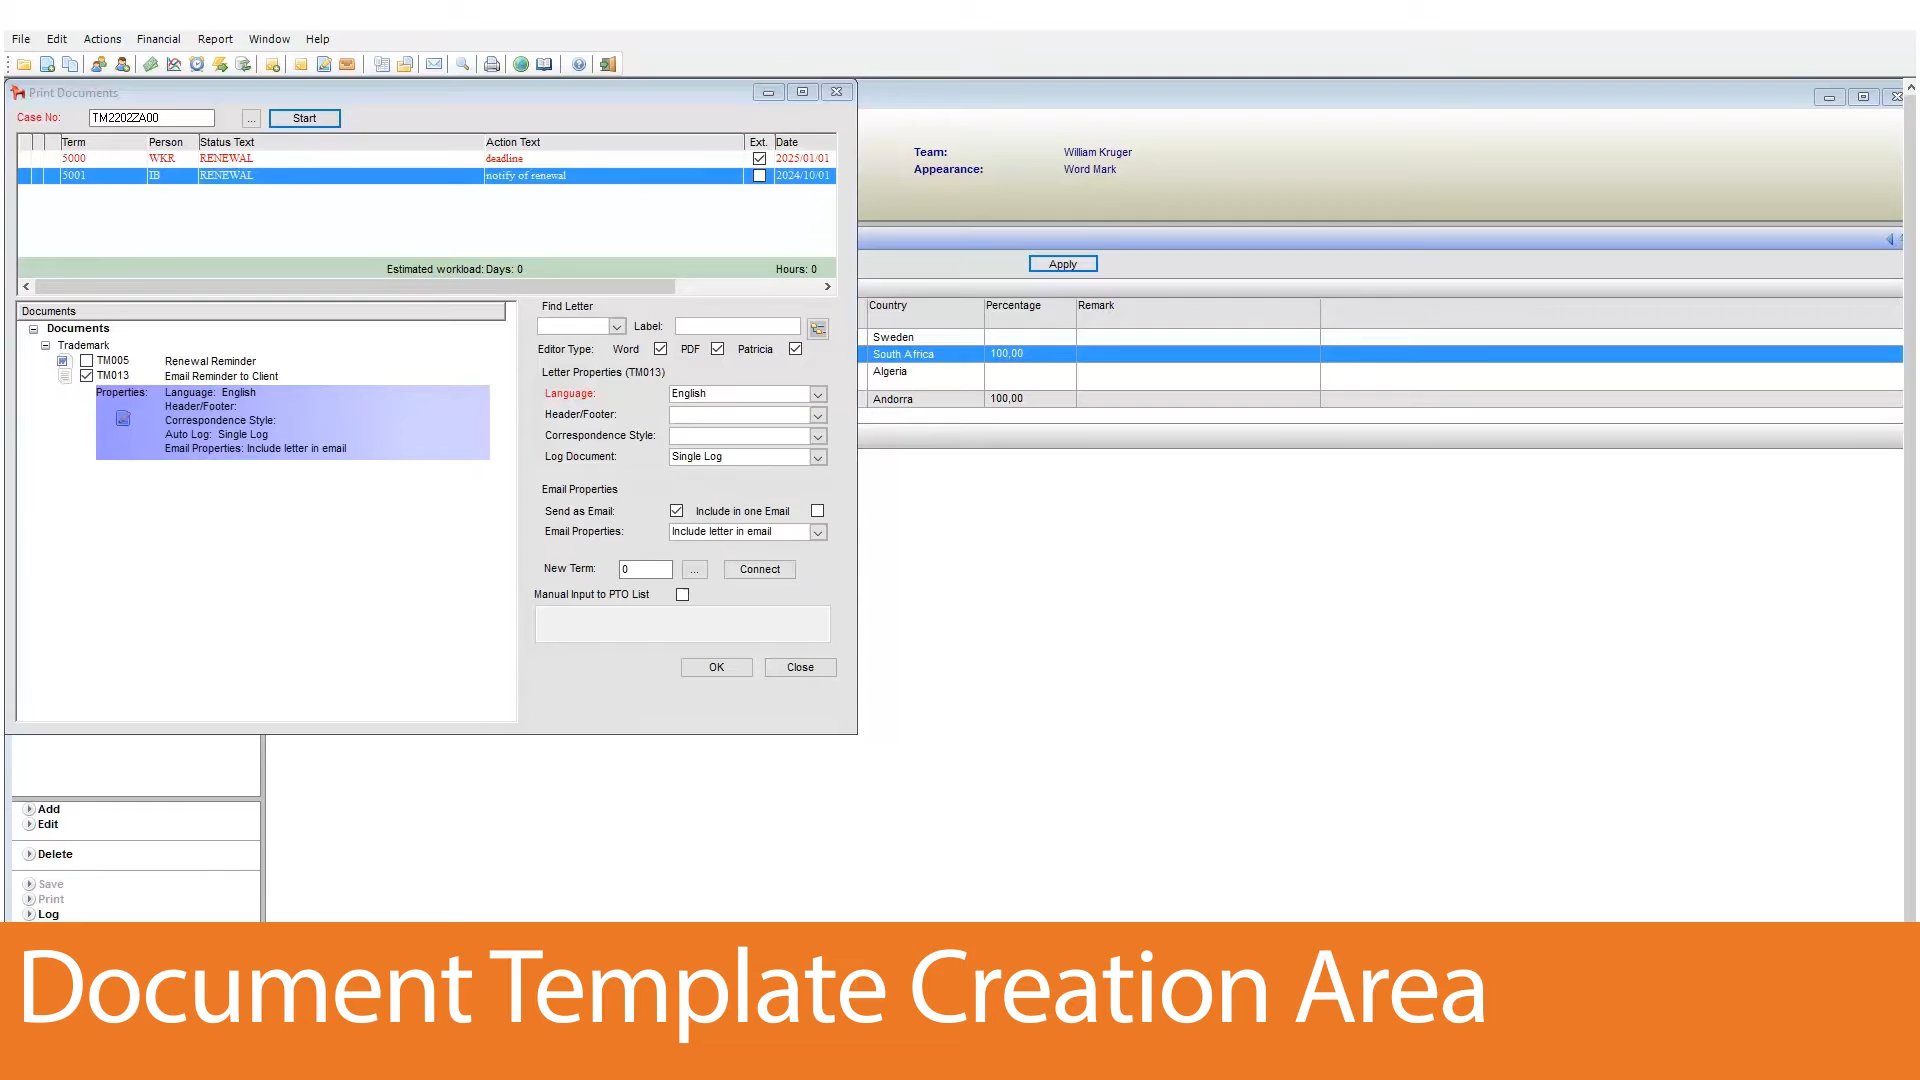 File Edit Actions Financial Report Window Help
Print Documents
Case No: TM2202ZA00 ... Start
Term Person Status Text Action Text Ext. Date
5000 WKR RENEWAL deadline 2025/01/01
5001 IB RENEWAL notify of renewal 2024/10/01
Estimated workload: Days: 0 Hours: 0
Documents
Documents
Trademark
TM005 Renewal Reminder
TM013 Email Reminder to Client
Properties: Language: English
Header/Footer:
Correspondence Style:
Auto Log: Single Log
Email Properties: Include letter in email
Find Letter
Label:
Editor Type: Word PDF Patricia
Letter Properties (TM013)
Language: English
Header/Footer:
Correspondence Style:
Log Document: Single Log
Email Properties
Send as Email: Include in one Email
Email Properties: Include letter in email
New Term: 0 ... Connect
Manual Input to PTO List
OK Close
Team: William Kruger
Appearance: Word Mark
Apply
Country Percentage Remark
Sweden
South Africa 100,00
Algeria
Andorra 100,00
Add
Edit
Delete
Save
Print
Log
Document Template Creation Area